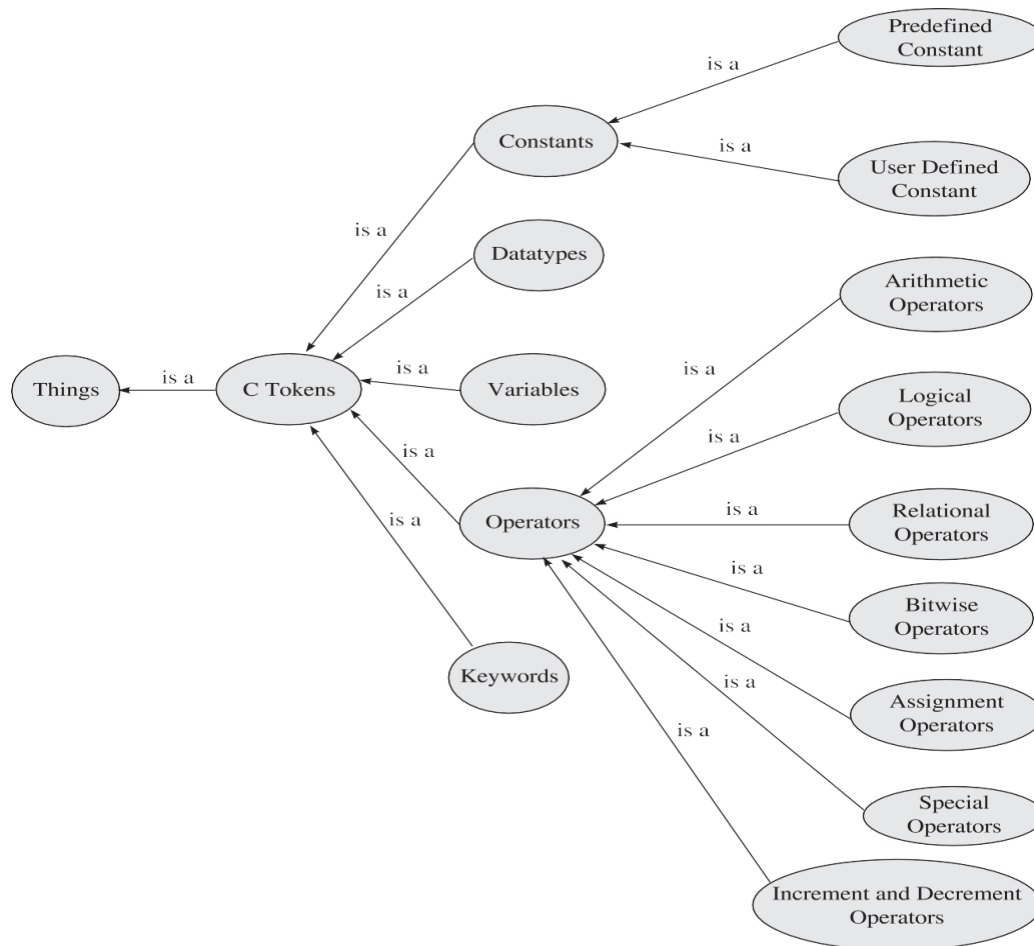 Predefined
Constant
is a
Constants
is a
User Defined
Constant
is a
Datatypes
is a
Arithmetic
Operators
is a
Things
is a
C Tokens
is a
Variables
Logical
Operators
is a
is a
Operators
is a
Relational
Operators
is a
is a
Bitwise
Operators
is a
Keywords
Assignment
Operators
is a
is a
Special
Operators
Increment and Decrement
Operators